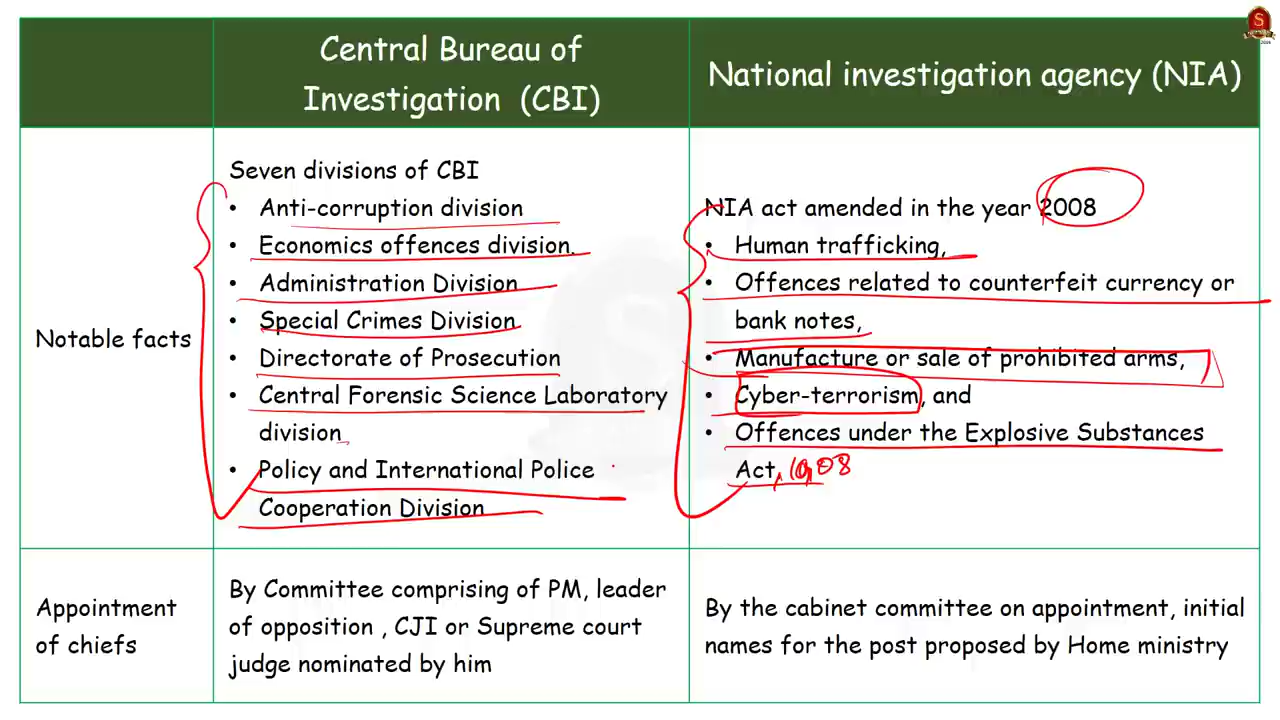 Central Bureau of
Investigation (CBI)
National investigation agency (NIA)
Notable facts
Seven divisions of CBI
• Anti-corruption division
• Economics offences division.
• Administration Division
• Special Crimes Division
• Directorate of Prosecution
• Central Forensic Science Laboratory
division
• Policy and International Police
Cooperation Division
NIA act amended in the year 2008
• Human trafficking,
• Offences related to counterfeit currency or
bank notes,
• Manufacture or sale of prohibited arms,
• Cyber-terrorism, and
• Offences under the Explosive Substances
Act, 1908
Appointment
of chiefs
By Committee comprising of PM, leader
of opposition , CJI or Supreme court
judge nominated by him
By the cabinet committee on appointment, initial
names for the post proposed by Home ministry